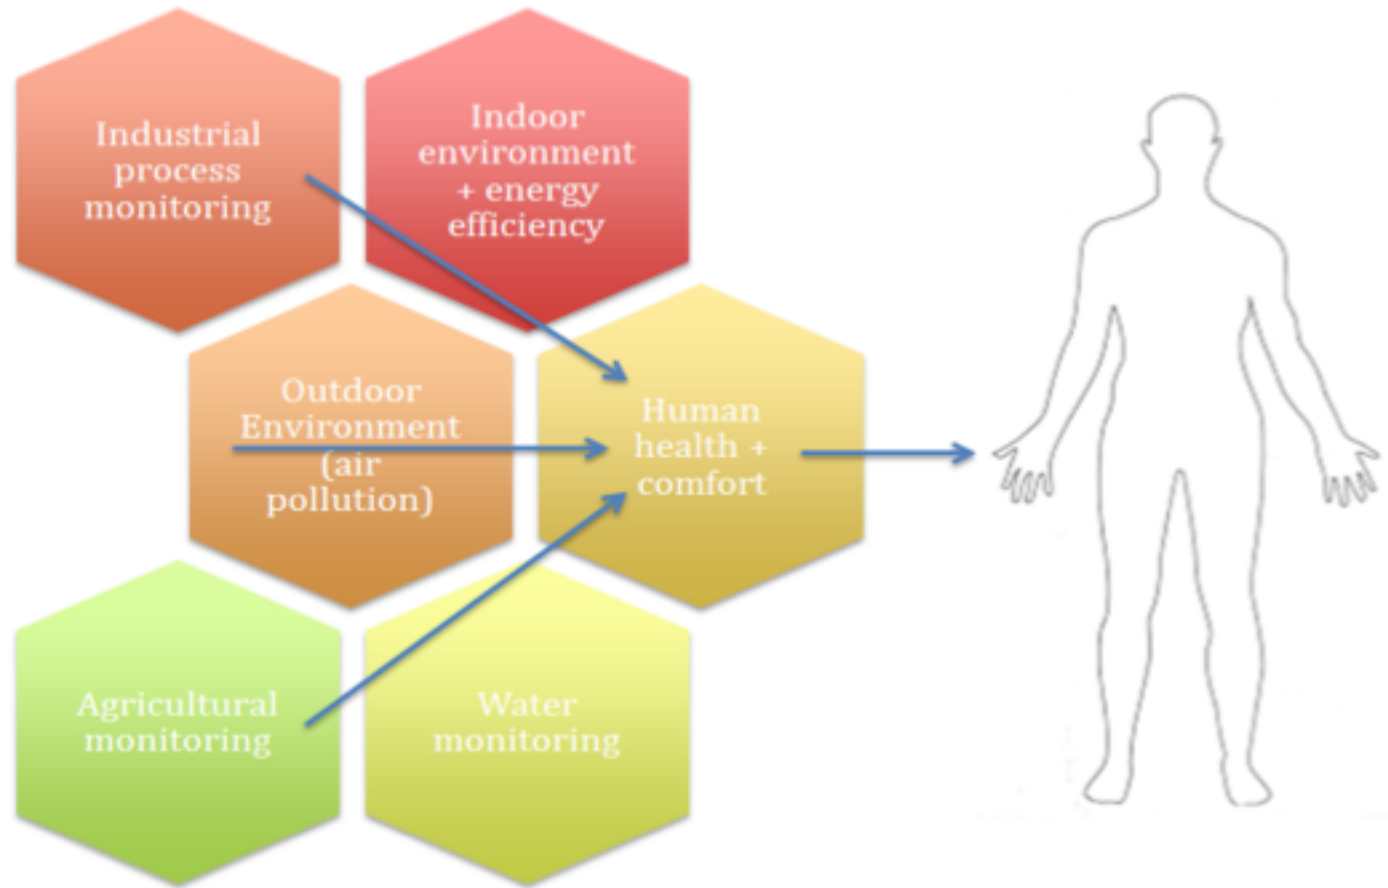 Industrial
process
monitoring
Indoor
environment
+ energy
efficiency
Outdoor
Environment
(air
pollution)
Human
health +
comfort
Agricultural
monitoring
Water
monitoring